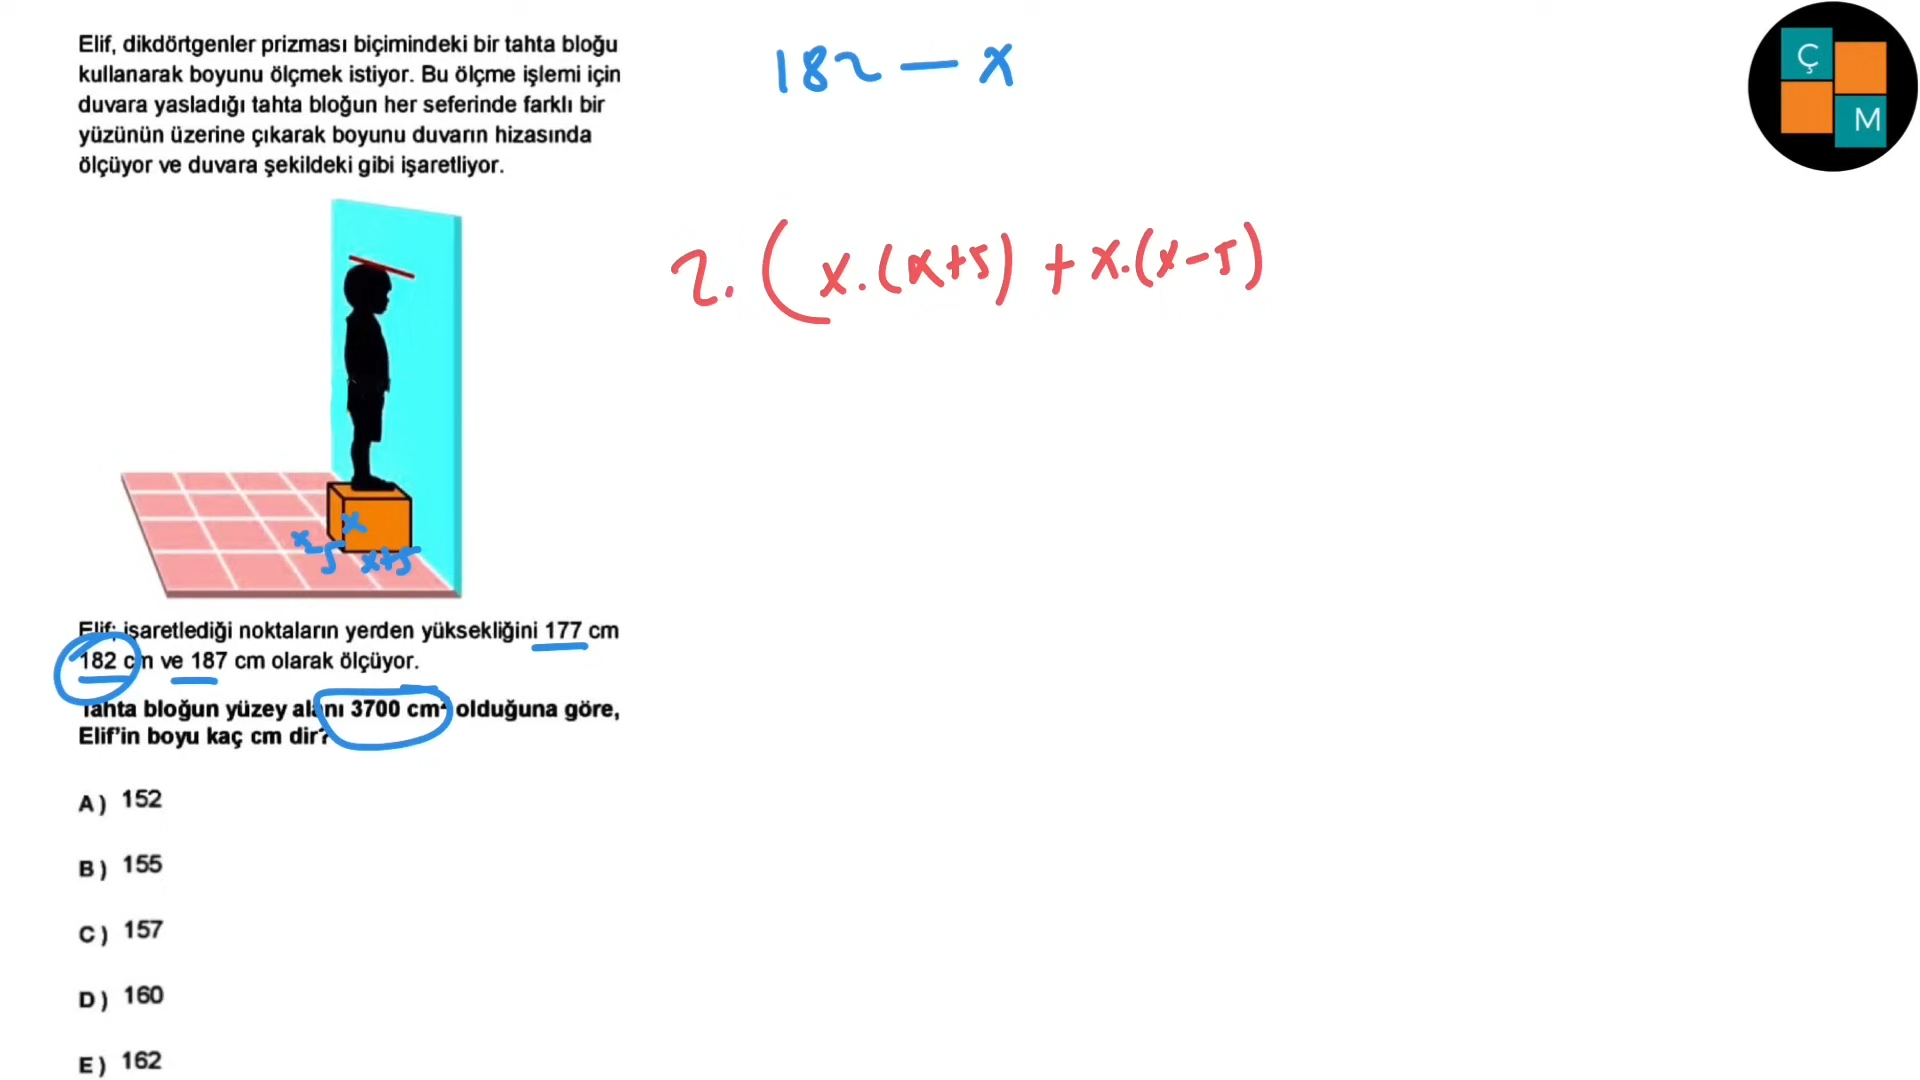 Elif, dikdörtgenler prizması biçimindeki bir tahta bloğu
kullanarak boyunu ölçmek istiyor. Bu ölçme işlemi için
duvara yasladığı tahta bloğun her seferinde farklı bir
yüzünün üzerine çıkarak boyunu duvarın hizasında
ölçüyor ve duvara şekildeki gibi işaretliyor.
182 - x
Ç
M
2. ( x.(x+5) + x.(x-5)
x
x-5
x+5
Elif; işaretlediği noktaların yerden yüksekliğini 177 cm
182 cm ve 187 cm olarak ölçüyor.
Tahta bloğun yüzey alanı 3700 cm² olduğuna göre,
Elif'in boyu kaç cm dir?
A) 152
B) 155
C) 157
D) 160
E) 162